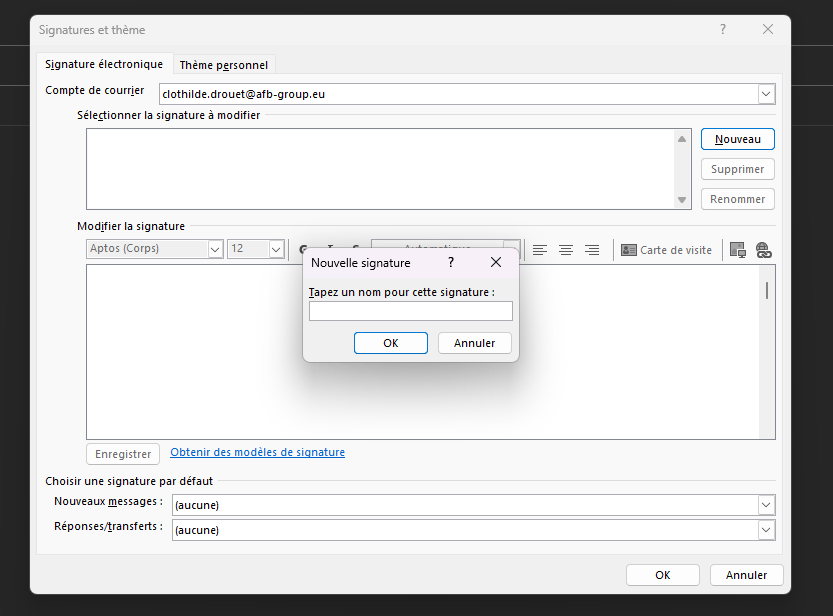 Signatures et thème
Signature électronique
Thème personnel
Compte de courrier
clothilde.drouet@afb-group.eu
Sélectionner la signature à modifier
Nouveau
Supprimer
Renommer
Modifier la signature
Aptos (Corps)
12
Carte de visite
Nouvelle signature
?
Tapez un nom pour cette signature :
OK
Annuler
Enregistrer
Obtenir des modèles de signature
Choisir une signature par défaut
Nouveaux messages :
(aucune)
Réponses/transferts :
(aucune)
OK
Annuler